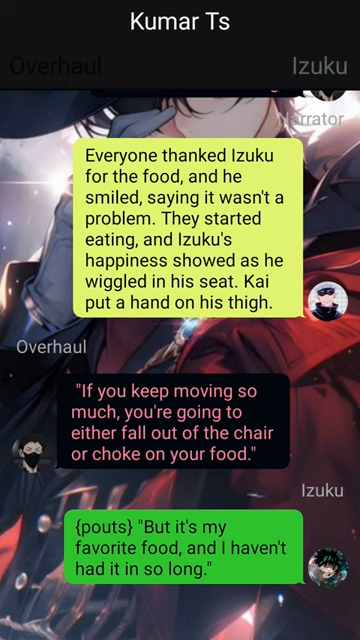 Kumar Ts
Overhaul
Izuku
Narrator
Everyone thanked Izuku
for the food, and he
smiled, saying it wasn't a
problem. They started
eating, and Izuku's
happiness showed as he
wiggled in his seat. Kai
put a hand on his thigh.
Overhaul
"If you keep moving so
much, you're going to
either fall out of the chair
or choke on your food."
Izuku
{pouts} "But it's my
favorite food, and I haven't
had it in so long."